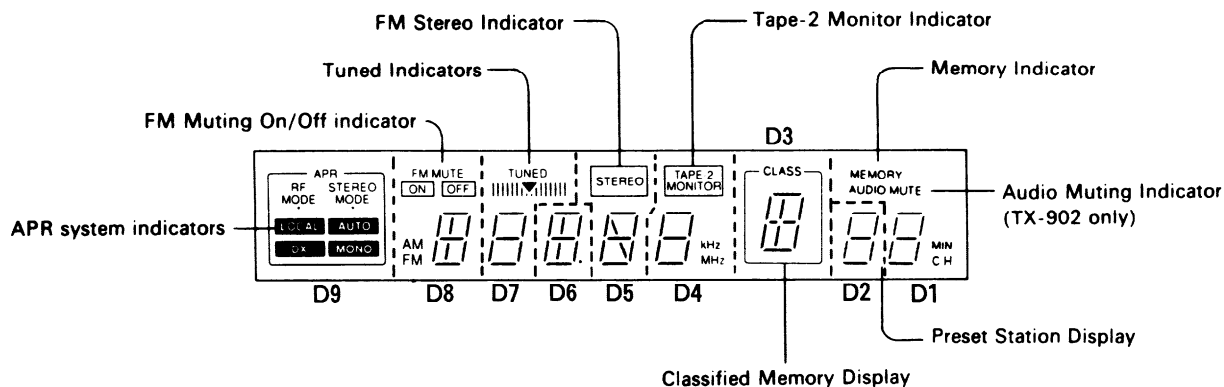 FM Stereo Indicator
Tape-2 Monitor Indicator
Tuned Indicators
Memory Indicator
FM Muting On/Off indicator
D3
APR
RF MODE
STEREO MODE
LOCAL
AUTO
DX
MONO
FM MUTE
ON
OFF
TUNED
STEREO
TAPE 2
MONITOR
CLASS
MEMORY
AUDIO MUTE
AM
FM
kHz
MHz
MIN
CH
Audio Muting Indicator
(TX-902 only)
APR system indicators
D9
D8
D7
D6
D5
D4
D2
D1
Preset Station Display
Classified Memory Display